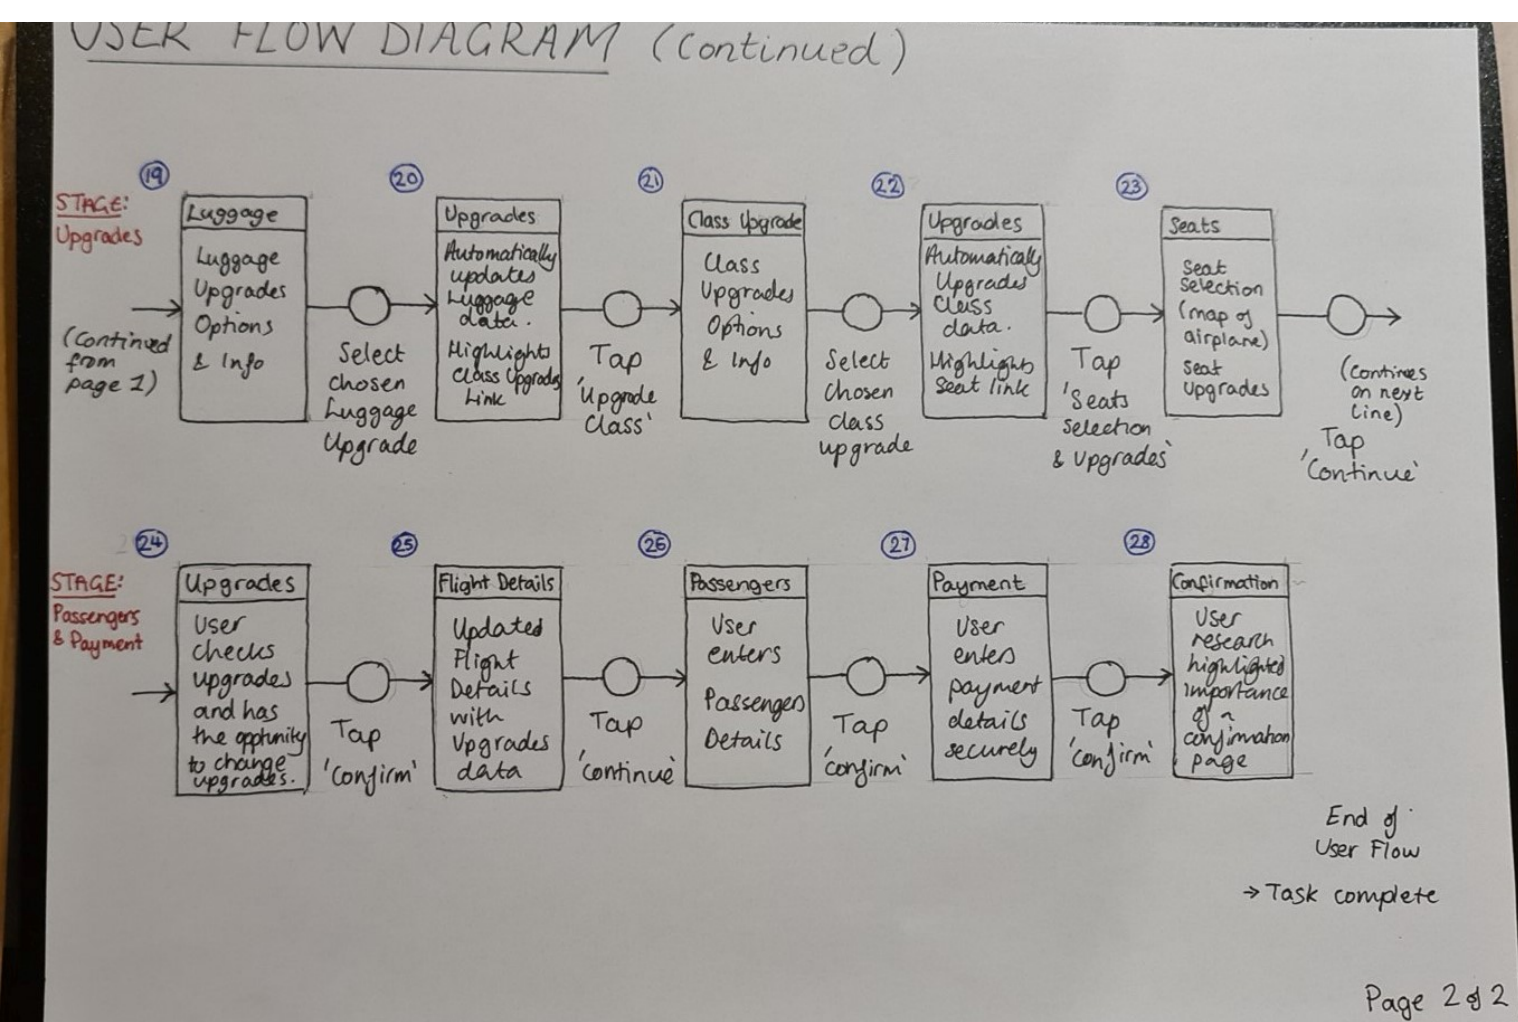 USER FLOW DIAGRAM (Continued)
STAGE:
Upgrades
(Continued
from
page 1)
19
Luggage
Luggage
Upgrades
Options
& Info
Select
chosen
Luggage
Upgrade
20
Upgrades
Automatically
updates
Luggage
data.
Highlights
Class Upgrades
Link
Tap
'Upgrade
Class'
21
Class Upgrade
Class
Upgrades
Options
& Info
Select
Chosen
class
upgrade
22
Upgrades
Automatically
Upgrades
Class
data.
Highlights
Seat link
Tap
'Seats
selection
& Upgrades'
23
Seats
Seat
Selection
(map of
airplane)
Seat
Upgrades
(continues
on next
line)
Tap
'Continue'
STAGE:
Passengers
& Payment
24
Upgrades
User
checks
upgrades
and has
the opptunity
to change
upgrades.
Tap
'Confirm'
25
Flight Details
Updated
Flight
Details
with
Upgrades
data
Tap
'continue'
26
Passengers
User
enters
Passengers
Details
Tap
'confirm'
27
Payment
User
enters
payment
details
securely
Tap
'confirm'
28
Confirmation
User
research
highlighted
importance
of a
confirmation
page
End of
User Flow
→ Task complete
Page 2 of 2